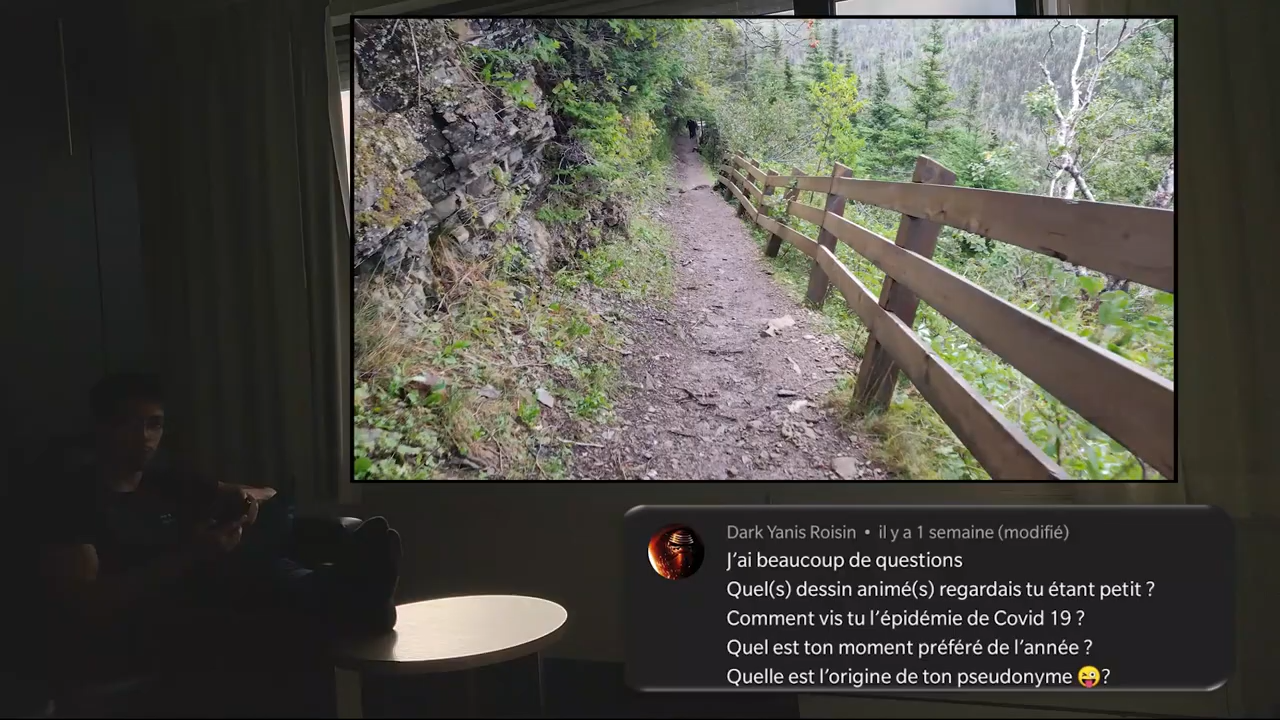 Dark Yanis Roisin • il y a 1 semaine (modifié)
J'ai beaucoup de questions
Quel(s) dessin animé(s) regardais tu étant petit ?
Comment vis tu l'épidémie de Covid 19 ?
Quel est ton moment préféré de l'année ?
Quelle est l'origine de ton pseudonyme 😜?